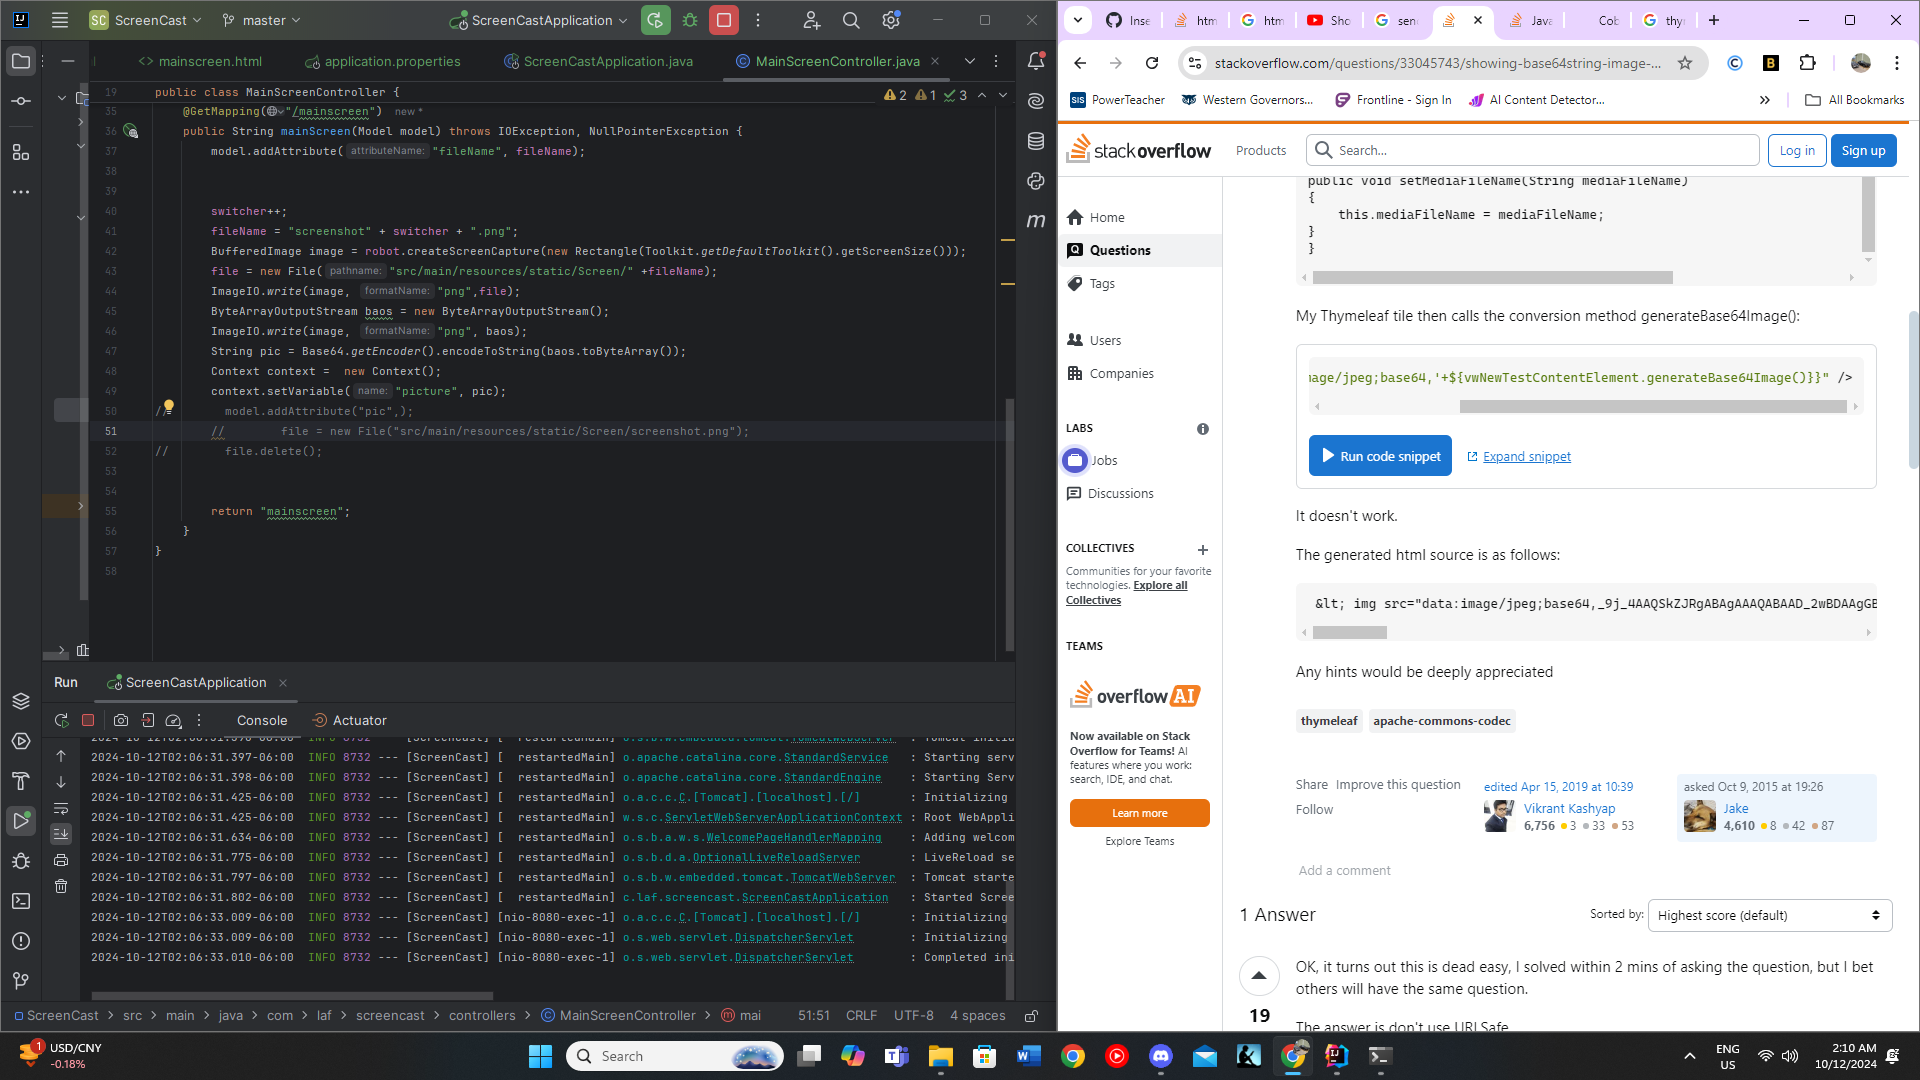 SC ScreenCast
master
ScreenCastApplication
mainscreen.html
application.properties
ScreenCastApplication.java
MainScreenController.java
19 public class MainScreenController {
2 1 3
35 @GetMapping("/mainscreen") new *
36 public String mainScreen(Model model) throws IOException, NullPointerException {
37 model.addAttribute( attributeName: "fileName", fileName);
38
39
40 switcher++;
41 fileName = "screenshot" + switcher + ".png";
42 BufferedImage image = robot.createScreenCapture(new Rectangle(Toolkit.getDefaultToolkit().getScreenSize()));
43 file = new File( pathname: "src/main/resources/static/Screen/" +fileName);
44 ImageIO.write(image, formatName: "png",file);
45 ByteArrayOutputStream baos = new ByteArrayOutputStream();
46 ImageIO.write(image, formatName: "png", baos);
47 String pic = Base64.getEncoder().encodeToString(baos.toByteArray());
48 Context context = new Context();
49 context.setVariable( name: "picture", pic);
50 // model.addAttribute("pic",);
51 // file = new File("src/main/resources/static/Screen/screenshot.png");
52 // file.delete();
53
54
55 return "mainscreen";
56 }
57 }
58
Run ScreenCastApplication
Console Actuator
2024-10-12T02:06:31.397-06:00 INFO 8732 --- [ScreenCast] [ restartedMain] o.apache.catalina.core.StandardService : Starting serv
2024-10-12T02:06:31.398-06:00 INFO 8732 --- [ScreenCast] [ restartedMain] o.apache.catalina.core.StandardEngine : Starting Serv
2024-10-12T02:06:31.425-06:00 INFO 8732 --- [ScreenCast] [ restartedMain] o.a.c.c.C.[Tomcat].[localhost].[/] : Initializing
2024-10-12T02:06:31.425-06:00 INFO 8732 --- [ScreenCast] [ restartedMain] w.s.c.ServletWebServerApplicationContext : Root WebAppli
2024-10-12T02:06:31.634-06:00 INFO 8732 --- [ScreenCast] [ restartedMain] o.s.b.a.w.s.WelcomePageHandlerMapping : Adding welcom
2024-10-12T02:06:31.775-06:00 INFO 8732 --- [ScreenCast] [ restartedMain] o.s.b.d.a.OptionalLiveReloadServer : LiveReload se
2024-10-12T02:06:31.797-06:00 INFO 8732 --- [ScreenCast] [ restartedMain] o.s.b.w.embedded.tomcat.TomcatWebServer : Tomcat starte
2024-10-12T02:06:31.802-06:00 INFO 8732 --- [ScreenCast] [ restartedMain] c.laf.screencast.ScreenCastApplication : Started Scree
2024-10-12T02:06:33.009-06:00 INFO 8732 --- [ScreenCast] [nio-8080-exec-1] o.a.c.c.C.[Tomcat].[localhost].[/] : Initializing
2024-10-12T02:06:33.009-06:00 INFO 8732 --- [ScreenCast] [nio-8080-exec-1] o.s.web.servlet.DispatcherServlet : Initializing
2024-10-12T02:06:33.010-06:00 INFO 8732 --- [ScreenCast] [nio-8080-exec-1] o.s.web.servlet.DispatcherServlet : Completed ini
ScreenCast > src > main > java > com > laf > screencast > controllers > MainScreenController > mai
51:51 CRLF UTF-8 4 spaces
Inse htm htm Sho sen Java Cob thy
stackoverflow.com/questions/33045743/showing-base64string-image-...
PowerTeacher Western Governors... Frontline - Sign In AI Content Detector... » All Bookmarks
stackoverflow Products Search... Log in Sign up
Home
Questions
Tags
Users
Companies
LABS
Jobs
Discussions
COLLECTIVES
Communities for your favorite
technologies. Explore all
Collectives
TEAMS
overflow AI
Now available on Stack
Overflow for Teams! AI
features where you work:
search, IDE, and chat.
Learn more
Explore Teams
public void setMediaFileName(String mediaFileName)
{
this.mediaFileName = mediaFileName;
}
}
My Thymeleaf tile then calls the conversion method generateBase64Image():
mage/jpeg;base64,'+${vwNewTestContentElement.generateBase64Image()}}" />
Run code snippet Expand snippet
It doesn't work.
The generated html source is as follows:
&lt; img src="data:image/jpeg;base64,_9j_4AAQSkZJRgABAgAAAQABAAD_2wBDAAgGB
Any hints would be deeply appreciated
thymeleaf apache-commons-codec
Share Improve this question
Follow
edited Apr 15, 2019 at 10:39
Vikrant Kashyap
6,756 3 33 53
asked Oct 9, 2015 at 19:26
Jake
4,610 8 42 87
Add a comment
1 Answer
Sorted by: Highest score (default)
19
OK, it turns out this is dead easy, I solved within 2 mins of asking the question, but I bet
others will have the same question.
The answer is don't use URLSafe
1 USD/CNY
-0.18%
Search
ENG
US
2:10 AM
10/12/2024